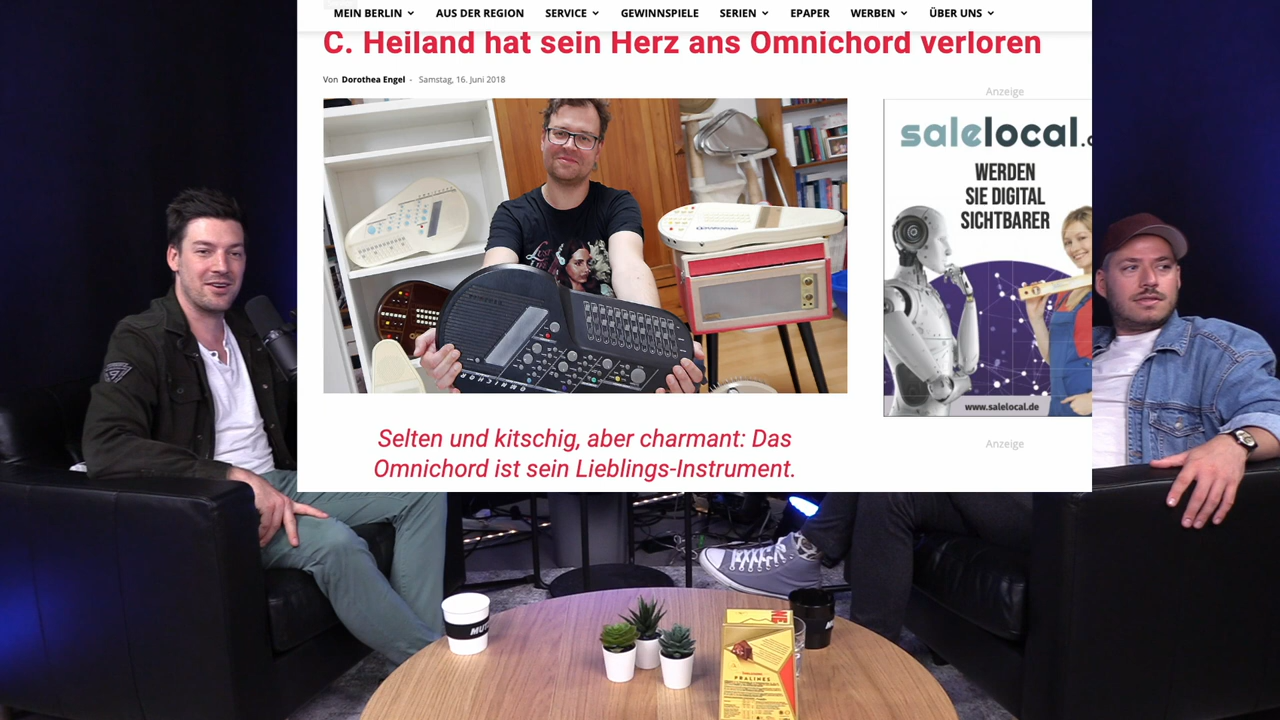 MEIN BERLIN AUS DER REGION SERVICE GEWINNSPIELE SERIEN EPAPER WERBEN ÜBER UNS
C. Heiland hat sein Herz ans Omnichord verloren
Von Dorothea Engel - Samstag, 16. Juni 2018
Anzeige
salelocal.
WERDEN
SIE DIGITAL
SICHTBARER
www.salelocal.de
Anzeige
OMNICHORD
Selten und kitschig, aber charmant: Das
Omnichord ist sein Lieblings-Instrument.
PRALINES